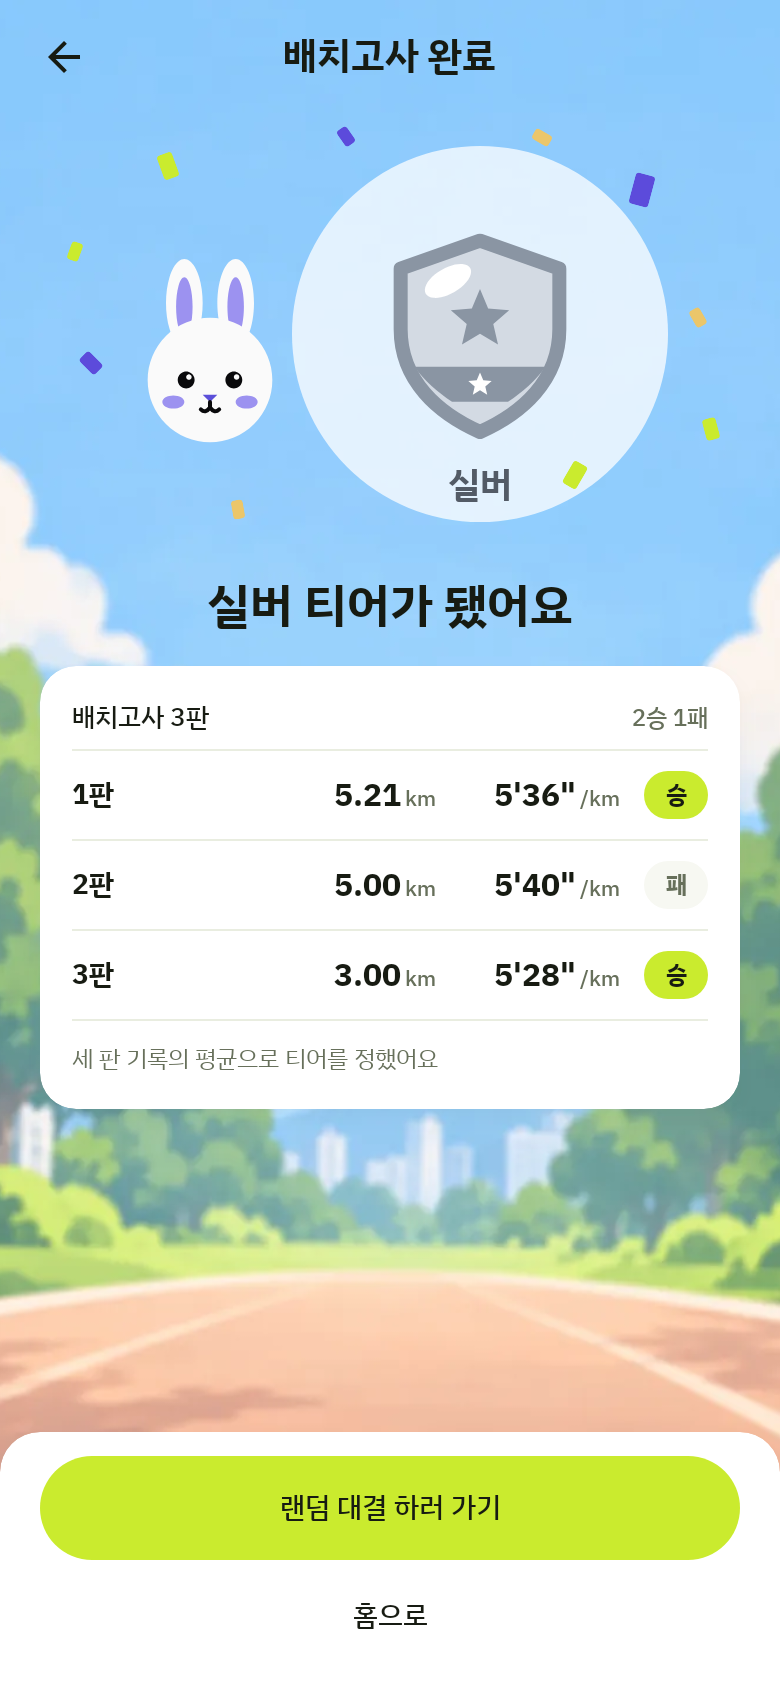 배치고사 완료
실버
실버 티어가 됐어요
배치고사 3판 2승 1패
1판 5.21 km 5'36" /km 승
2판 5.00 km 5'40" /km 패
3판 3.00 km 5'28" /km 승
세 판 기록의 평균으로 티어를 정했어요
랜덤 대결 하러 가기
홈으로